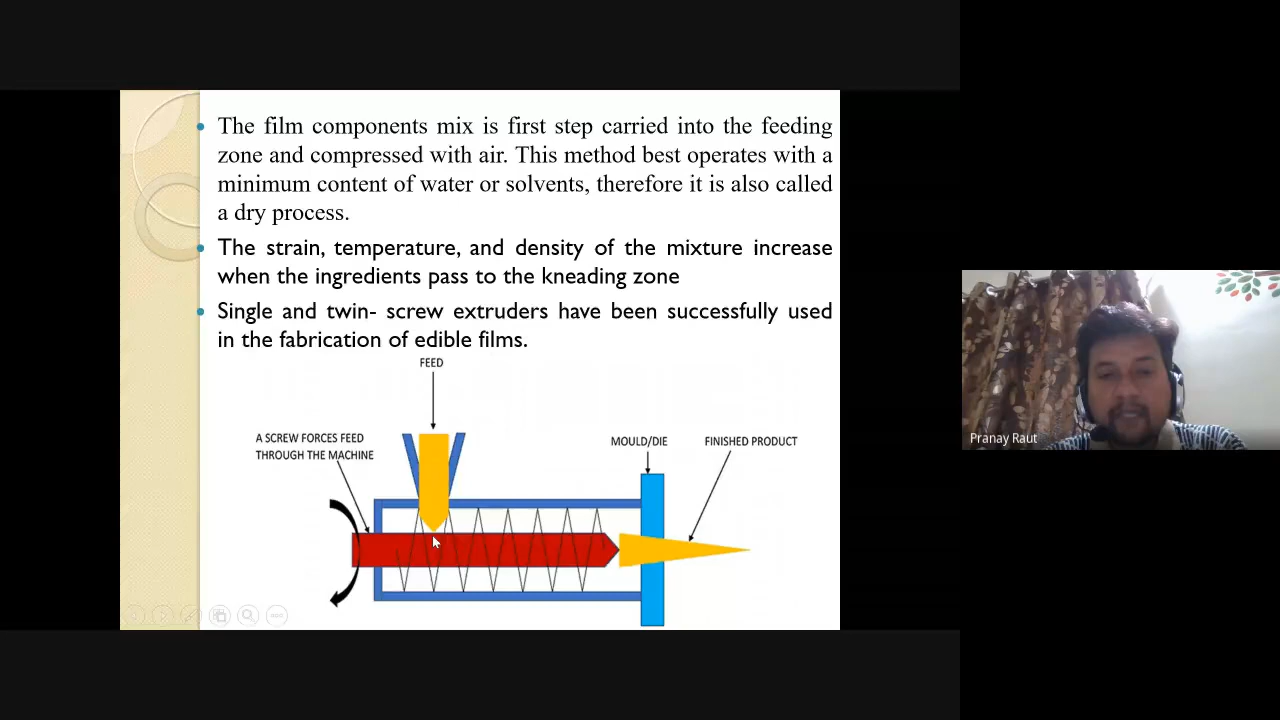 The film components mix is first step carried into the feeding
zone and compressed with air. This method best operates with a
minimum content of water or solvents, therefore it is also called
a dry process.
The strain, temperature, and density of the mixture increase
when the ingredients pass to the kneading zone
Single and twin- screw extruders have been successfully used
in the fabrication of edible films.
FEED
A SCREW FORCES FEED
THROUGH THE MACHINE
MOULD/DIE
FINISHED PRODUCT
Pranay Raut